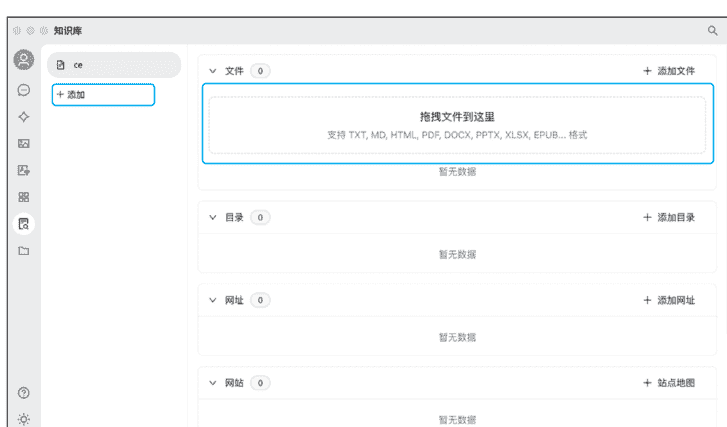 知识库
ce
+ 添加
文件 0
+ 添加文件
拖拽文件到这里
支持 TXT, MD, HTML, PDF, DOCX, PPTX, XLSX, EPUB... 格式
暂无数据
目录 0
+ 添加目录
暂无数据
网址 0
+ 添加网址
暂无数据
网站 0
+ 站点地图
暂无数据